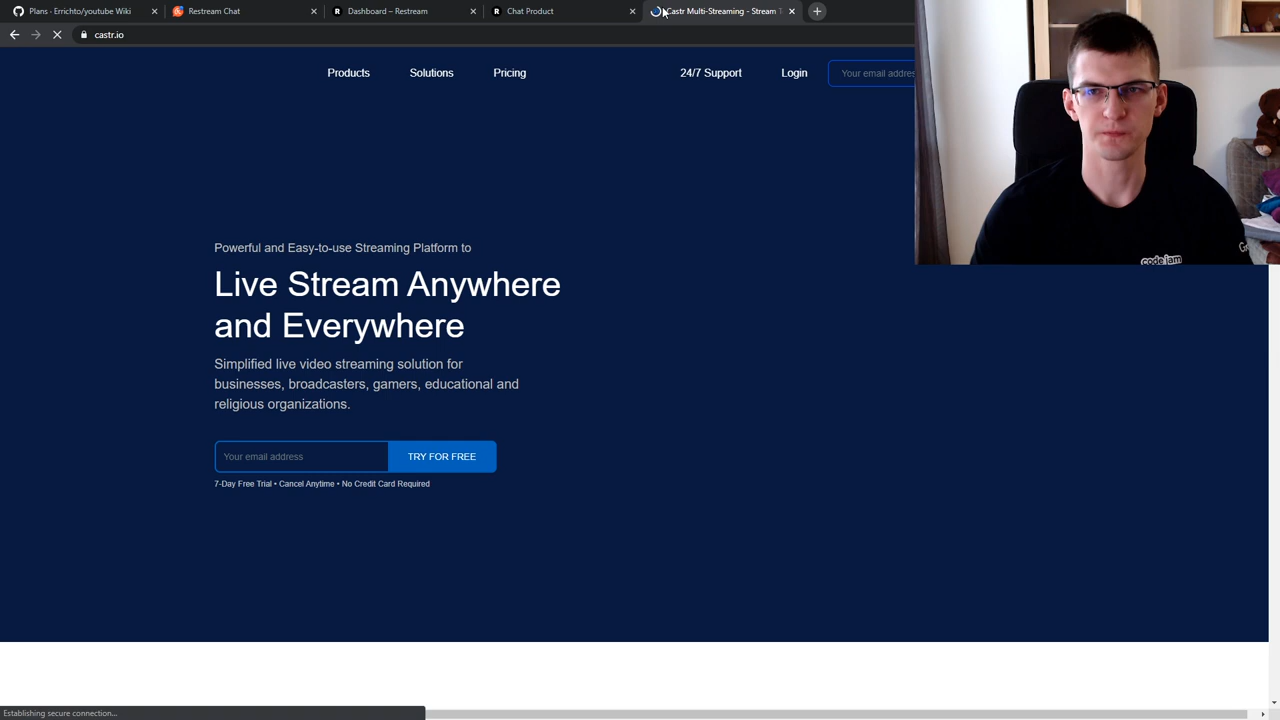 Plans · Errichto/youtube Wiki
Restream Chat
Dashboard – Restream
Chat Product
Castr Multi-Streaming - Stream
castr.io
Products
Solutions
Pricing
24/7 Support
Login
Your email addres
Powerful and Easy-to-use Streaming Platform to
Live Stream Anywhere
and Everywhere
Simplified live video streaming solution for
businesses, broadcasters, gamers, educational and
religious organizations.
Your email address
TRY FOR FREE
7-Day Free Trial • Cancel Anytime • No Credit Card Required
code jam
Establishing secure connection...